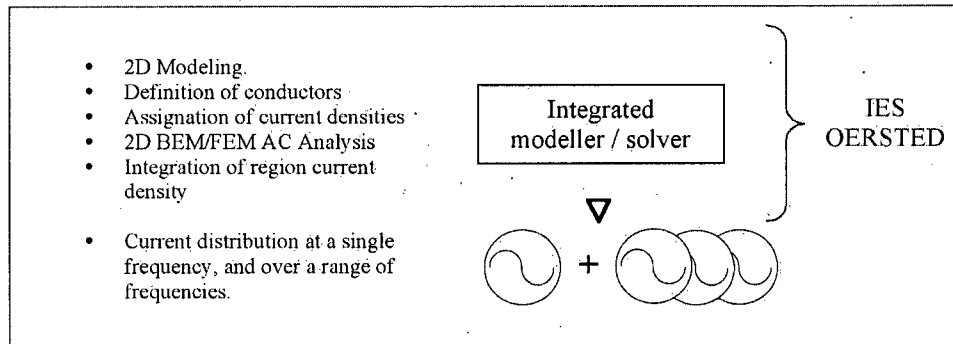 • 2D Modeling.
• Definition of conductors
• Assignation of current densities
• 2D BEM/FEM AC Analysis
• Integration of region current
density
• Current distribution at a single
frequency, and over a range of
frequencies.
Integrated
modeller / solver
+
IES
OERSTED